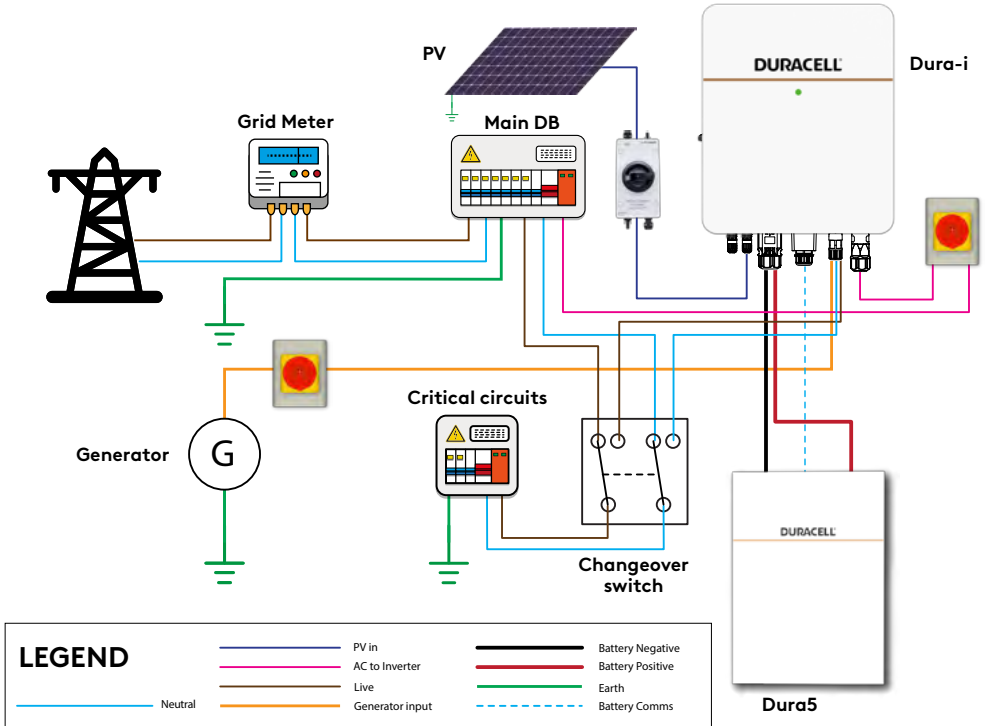 PV
DURACELL
Dura-i
Grid Meter
Main DB
Critical circuits
Generator
G
Changeover
switch
DURACELL
Dura5
LEGEND
Neutral
PV in
AC to Inverter
Live
Generator input
Battery Negative
Battery Positive
Earth
Battery Comms